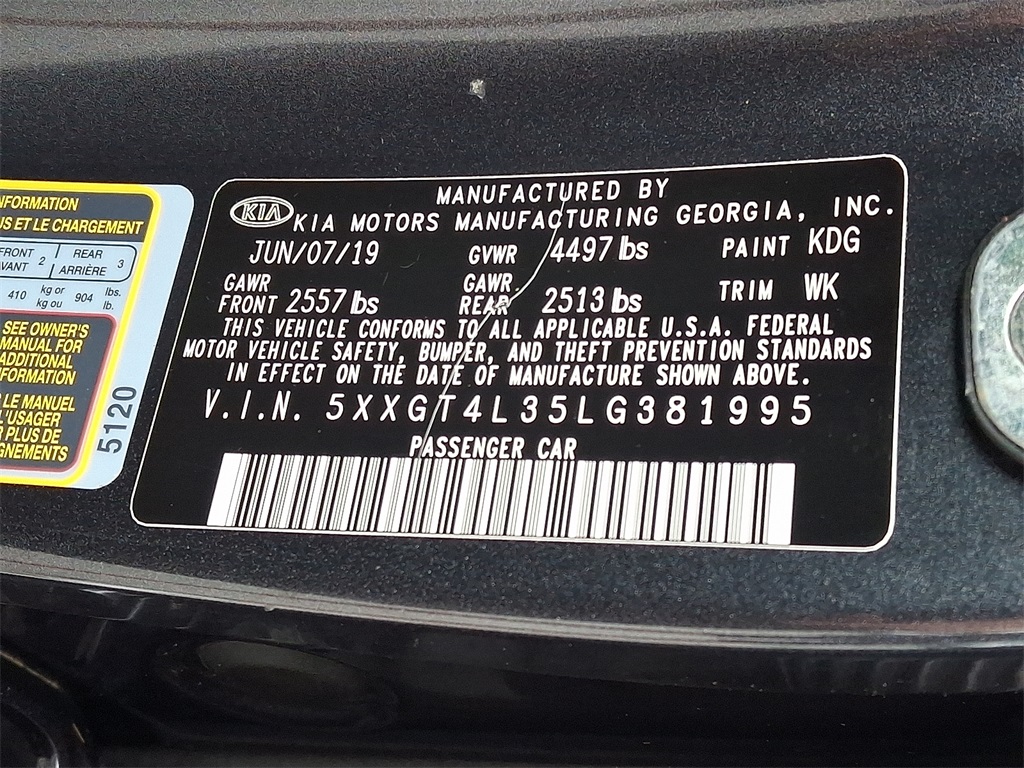 NFORMATION
US ET LE CHARGEMENT
FRONT 2 REAR 3
AVANT ARRIÈRE
410 kg or 904 lbs.
kg ou lb.
SEE OWNER'S
MANUAL FOR
ADDITIONAL
NFORMATION
LE MANUEL
L'USAGER
PLUS DE
GNEMENTS
5120
MANUFACTURED BY
KIA KIA MOTORS MANUFACTURING GEORGIA, INC.
JUN/07/19 GVWR 4497 lbs PAINT KDG
GAWR FRONT 2557 lbs GAWR REAR 2513 lbs TRIM WK
THIS VEHICLE CONFORMS TO ALL APPLICABLE U.S.A. FEDERAL
MOTOR VEHICLE SAFETY, BUMPER, AND THEFT PREVENTION STANDARDS
IN EFFECT ON THE DATE OF MANUFACTURE SHOWN ABOVE.
V.I.N. 5XXGT4L35LG381995
PASSENGER CAR